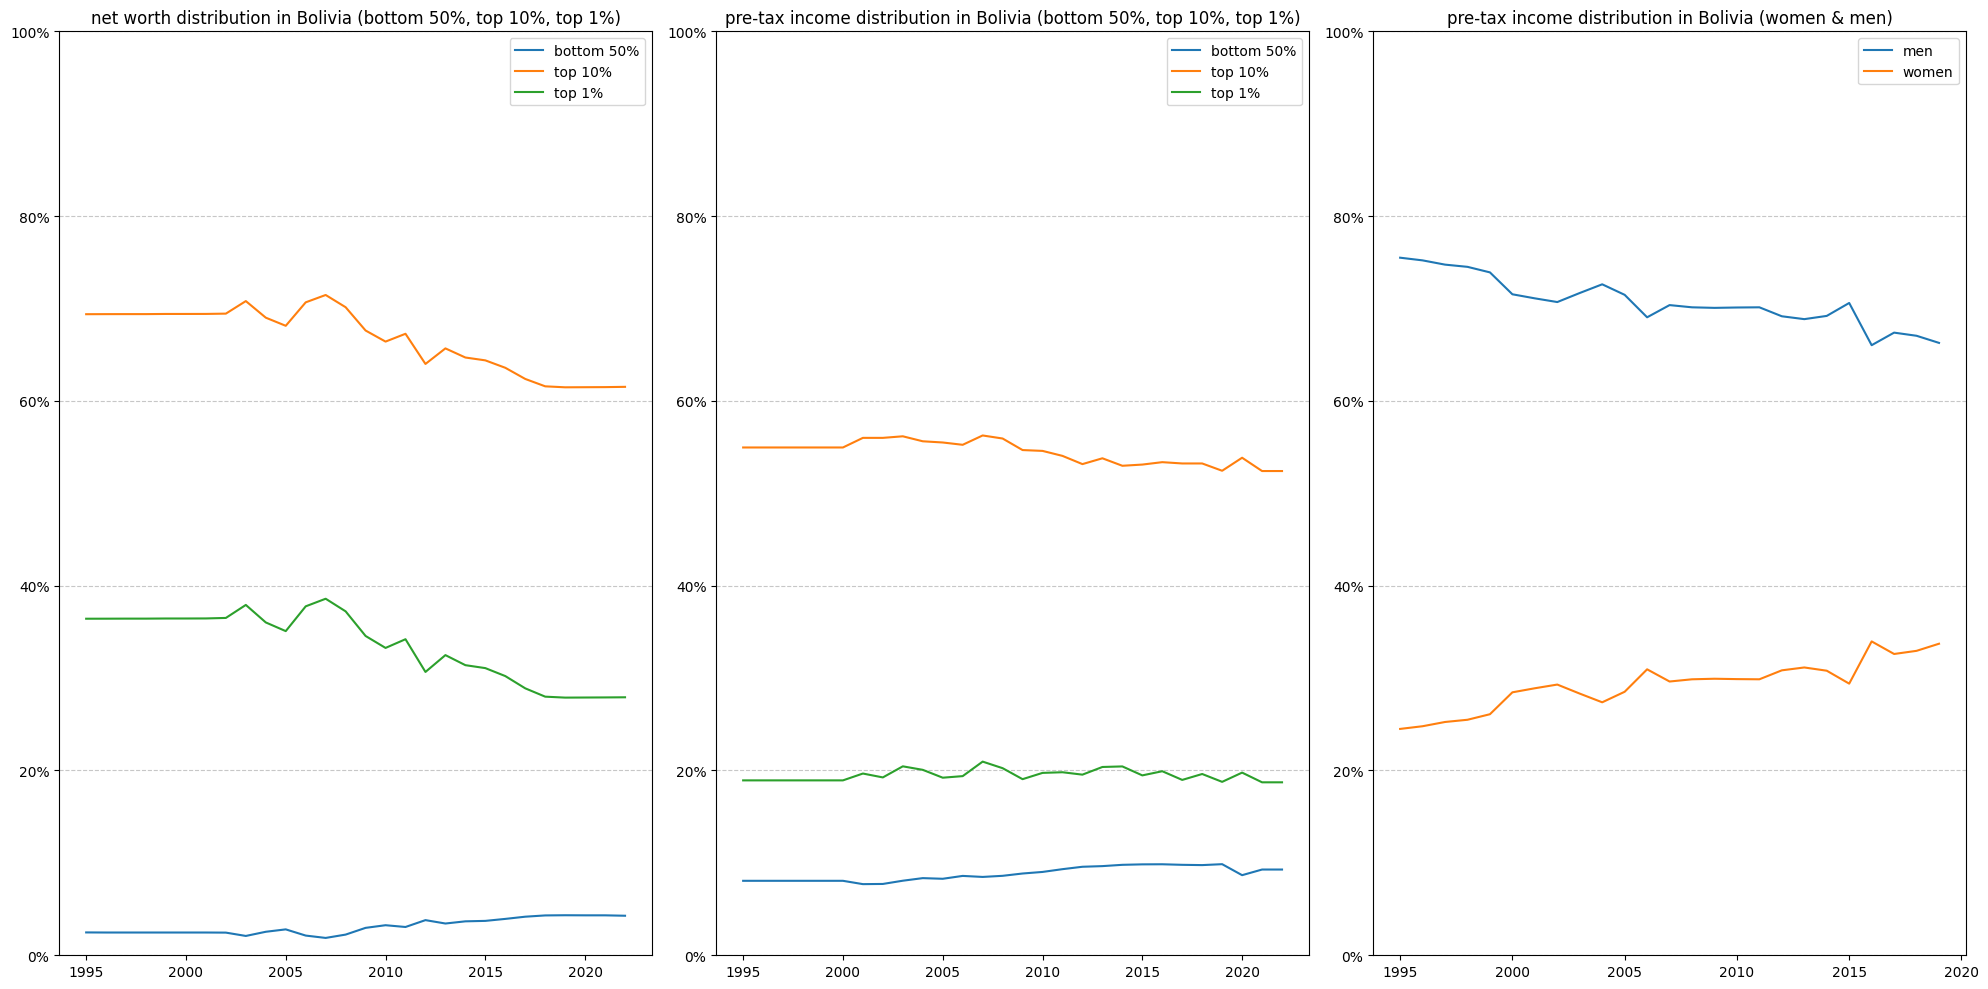 net worth distribution in Bolivia (bottom 50%, top 10%, top 1%)
100%
80%
60%
40%
20%
0%
1995 2000 2005 2010 2015 2020
bottom 50%
top 10%
top 1%
pre-tax income distribution in Bolivia (bottom 50%, top 10%, top 1%)
100%
80%
60%
40%
20%
0%
1995 2000 2005 2010 2015 2020
bottom 50%
top 10%
top 1%
pre-tax income distribution in Bolivia (women & men)
100%
80%
60%
40%
20%
0%
1995 2000 2005 2010 2015 2020
men
women